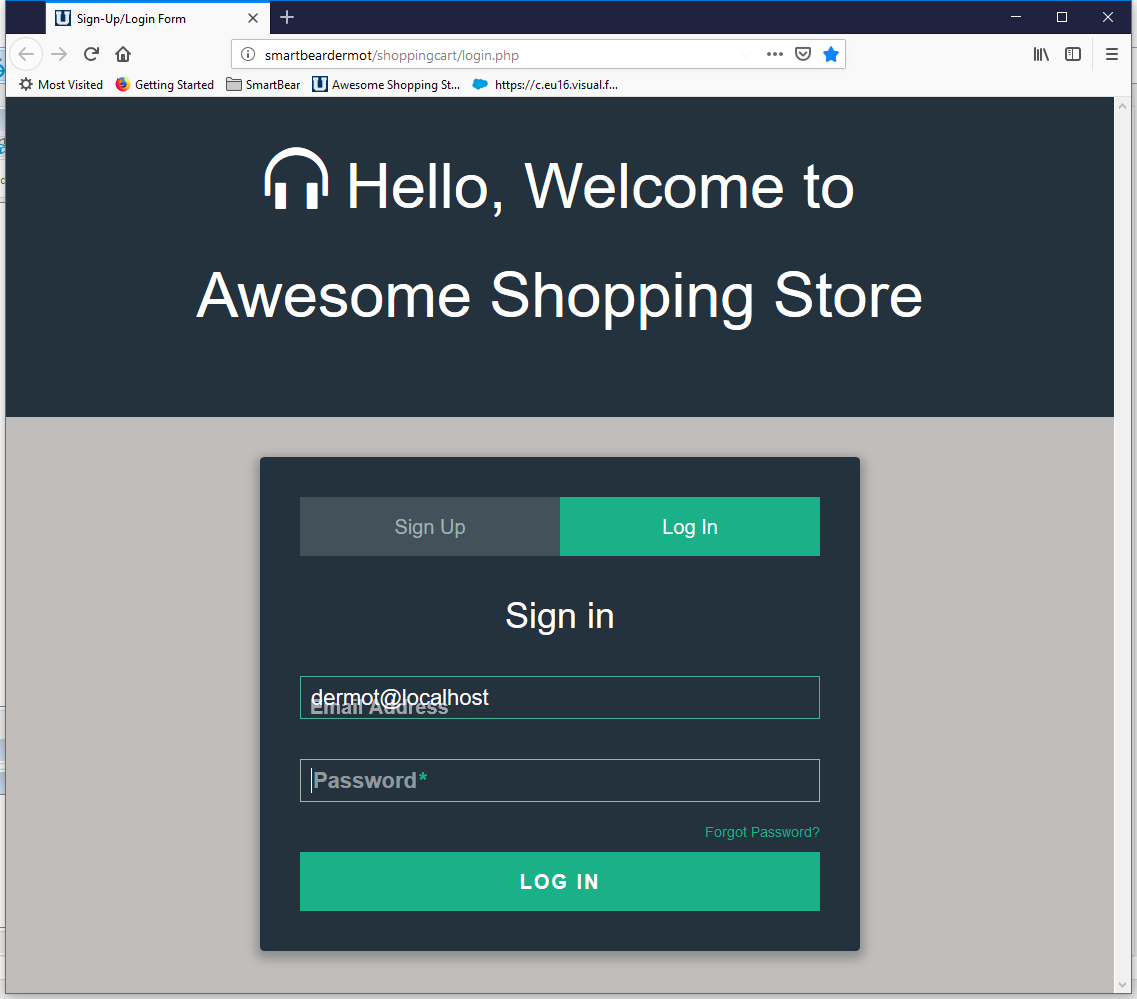 Sign-Up/Login Form
smartbeardermot/shoppingcart/login.php
Most Visited Getting Started SmartBear Awesome Shopping St... https://c.eu16.visual.f...
Hello, Welcome to
Awesome Shopping Store
Sign Up Log In
Sign in
dermot@localhost
Email Address
Password*
Forgot Password?
LOG IN